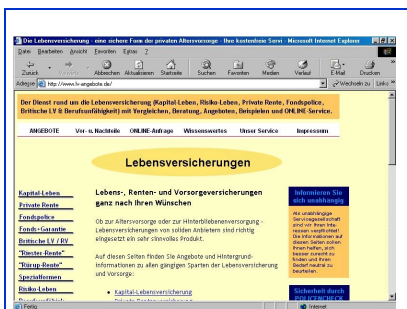 Die Lebensversicherung - eine sichere Form der privaten Altersvorsorge - Ihre kostenfreie Servi - Microsoft Internet Explorer
Datei Bearbeiten Ansicht Favoriten Extras ?
Zurück Abbrechen Aktualisieren Startseite Suchen Favoriten Medien Verlauf E-Mail Drucken
Adresse http://www.lv-angebote.de/ Wechseln zu Links
Der Dienst rund um die Lebensversicherung (Kapital-Leben, Risiko-Leben, Private Rente, Fondspolice,
Britische LV & Berufsunfähigkeit) mit Vergleichen, Beratung, Angeboten, Beispielen und ONLINE-Service.
ANGEBOTE Vor- u. Nachteile ONLINE-Anfrage Wissenswertes Unser Service Impressum
Lebensversicherungen
Kapital-Leben
Private Rente
Fondspolice
Fonds+Garantie
Britische LV / RV
"Riester-Rente"
"Rürup-Rente"
Spezialformen
Risiko-Leben
Lebens-, Renten- und Vorsorgeversicherungen
ganz nach Ihren Wünschen
Ob zur Altersvorsorge oder zur Hinterbliebenenversorgung -
Lebensversicherungen von soliden Anbietern sind richtig
eingesetzt ein sehr sinnvolles Produkt.
Auf diesen Seiten finden Sie Angebote und Hintergrund-
informationen zu allen gängigen Sparten der Lebensversicherung
und Vorsorge:
Kapital-Lebensversicherung
Informieren Sie
sich unabhängig
Als unabhängige
Servicegesellschaft
sind wir Ihren Inte-
ressen verpflichtet!
Die Informationen auf
diesen Seiten sollen
Ihnen helfen, sich
besser zurecht zu
finden und Ihren
Bedarf neutral zu
beurteilen.
Sicherheit durch
POLICENCHECK
Fertig Internet